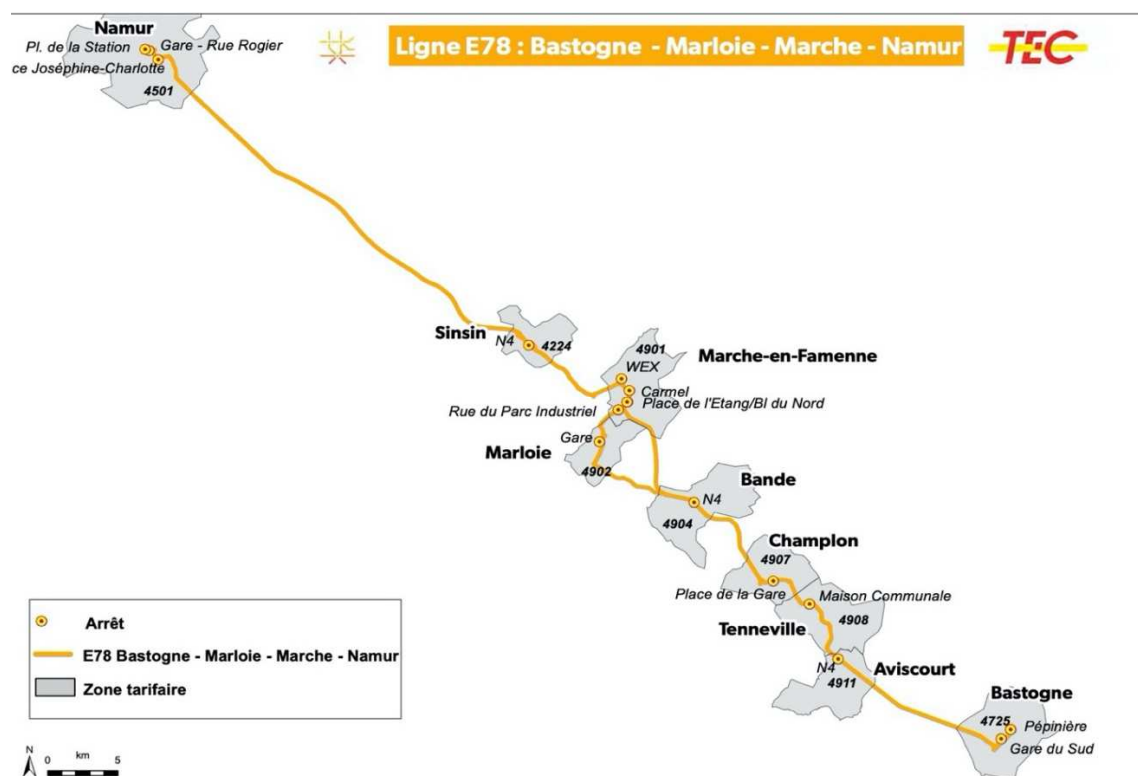 Ligne E78 : Bastogne - Marloie - Marche - Namur
TEC
Namur
Pl. de la Station
Gare - Rue Rogier
ce Joséphine-Charlotte
4501
Sinsin
N4
4224
4901
WEX
Marche-en-Famenne
Carmel
Place de l'Etang/Bl du Nord
Rue du Parc Industriel
Gare
Marloie
4902
Bande
N4
4904
Champlon
4907
Place de la Gare
Maison Communale
4908
Tenneville
N4
Aviscourt
4911
Bastogne
4725
Pépinière
Gare du Sud
Arrêt
E78 Bastogne - Marloie - Marche - Namur
Zone tarifaire
N
km
0 5